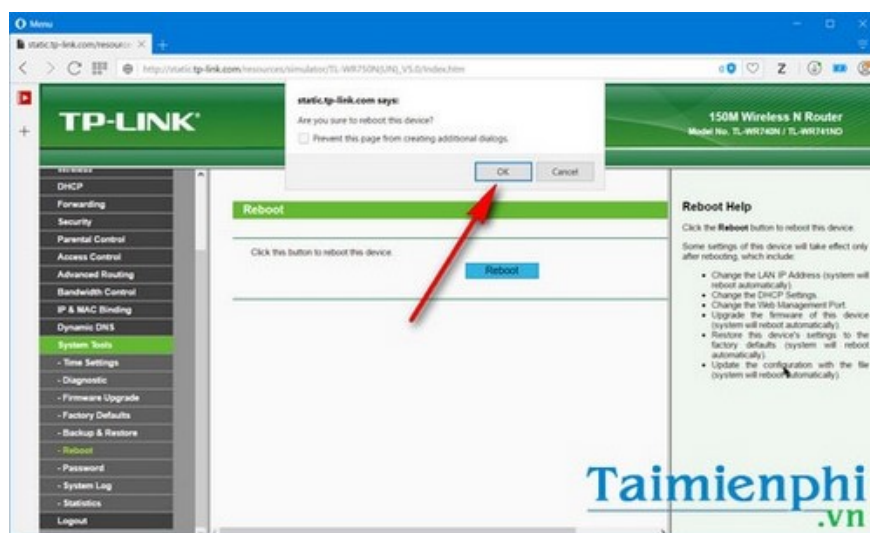 Menu
static.tp-link.com/resource
http://static.tp-link.com/resources/simulator/TL-WR750N(UN)_V5.0/index.htm
static.tp-link.com says:
Are you sure to reboot this device?
Prevent this page from creating additional dialogs.
OK Cancel
TP-LINK®
150M Wireless N Router
Model No. TL-WR740N / TL-WR741ND
DHCP
Forwarding
Security
Parental Control
Access Control
Advanced Routing
Bandwidth Control
IP & MAC Binding
Dynamic DNS
System Tools
- Time Settings
- Diagnostic
- Firmware Upgrade
- Factory Defaults
- Backup & Restore
- Reboot
- Password
- System Log
- Statistics
Logout
Reboot
Click this button to reboot this device.
Reboot
Reboot Help
Click the Reboot button to reboot this device.
Some settings of this device will take effect only
after rebooting, which include:
• Change the LAN IP Address (system will
reboot automatically).
• Change the DHCP Settings.
• Change the Web Management Port.
• Upgrade the firmware of this device
(system will reboot automatically).
• Restore this device's settings to the
factory defaults (system will reboot
automatically).
• Update the configuration with the file
(system will reboot automatically).
Taimienphi
.vn